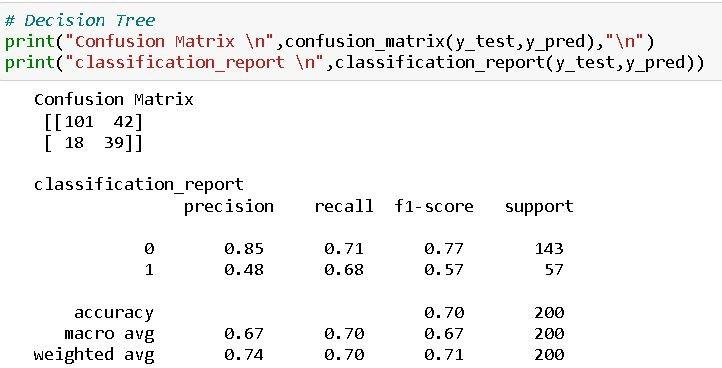 # Decision Tree
print("Confusion Matrix \n",confusion_matrix(y_test,y_pred),"\n")
print("classification_report \n",classification_report(y_test,y_pred))
Confusion Matrix
[[101 42]
[ 18 39]]
classification_report
precision recall f1-score support
0 0.85 0.71 0.77 143
1 0.48 0.68 0.57 57
accuracy 0.70 200
macro avg 0.67 0.70 0.67 200
weighted avg 0.74 0.70 0.71 200